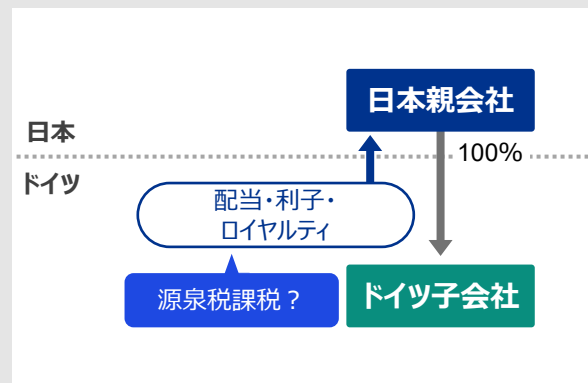 日本親会社
日本
100%
ドイツ
配当・利子・
ロイヤルティ
源泉税課税？
ドイツ子会社